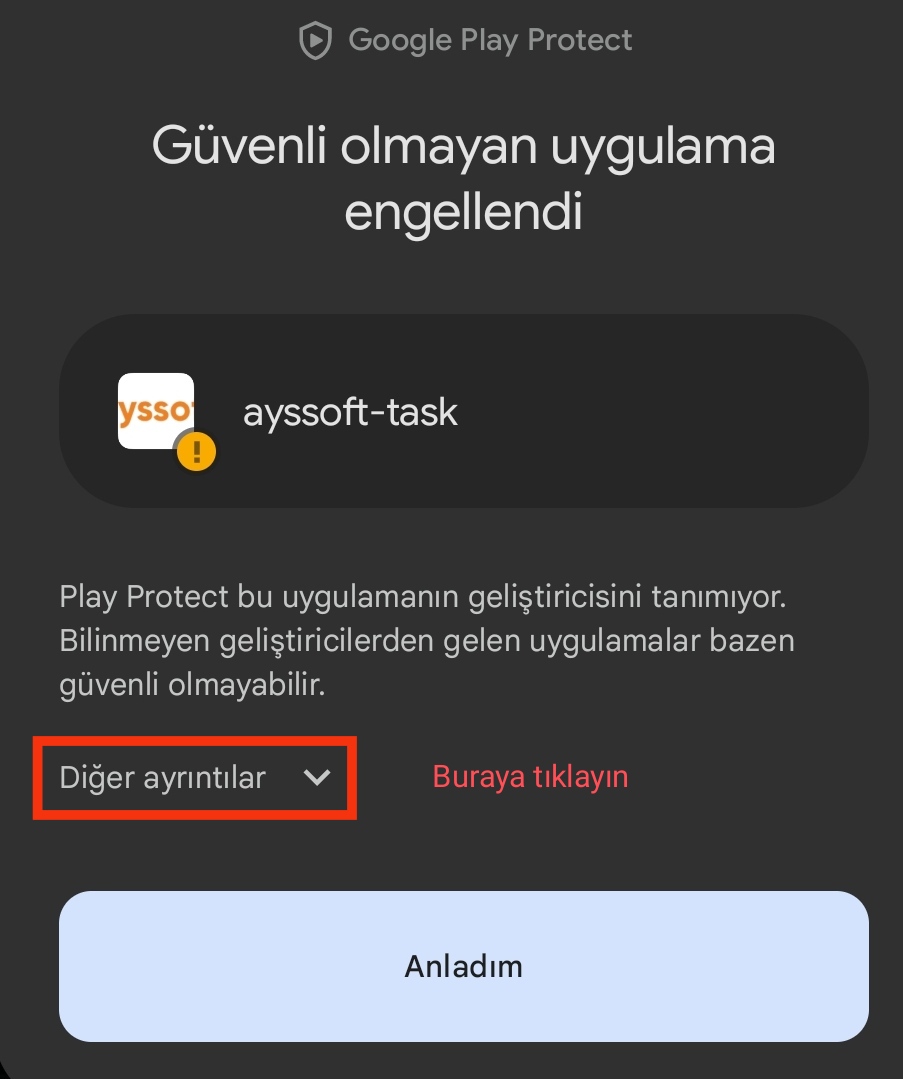 Google Play Protect
Güvenli olmayan uygulama
engellendi
ysso
ayssoft-task
Play Protect bu uygulamanın geliştiricisini tanımıyor.
Bilinmeyen geliştiricilerden gelen uygulamalar bazen
güvenli olmayabilir.
Diğer ayrıntılar
Buraya tıklayın
Anladım